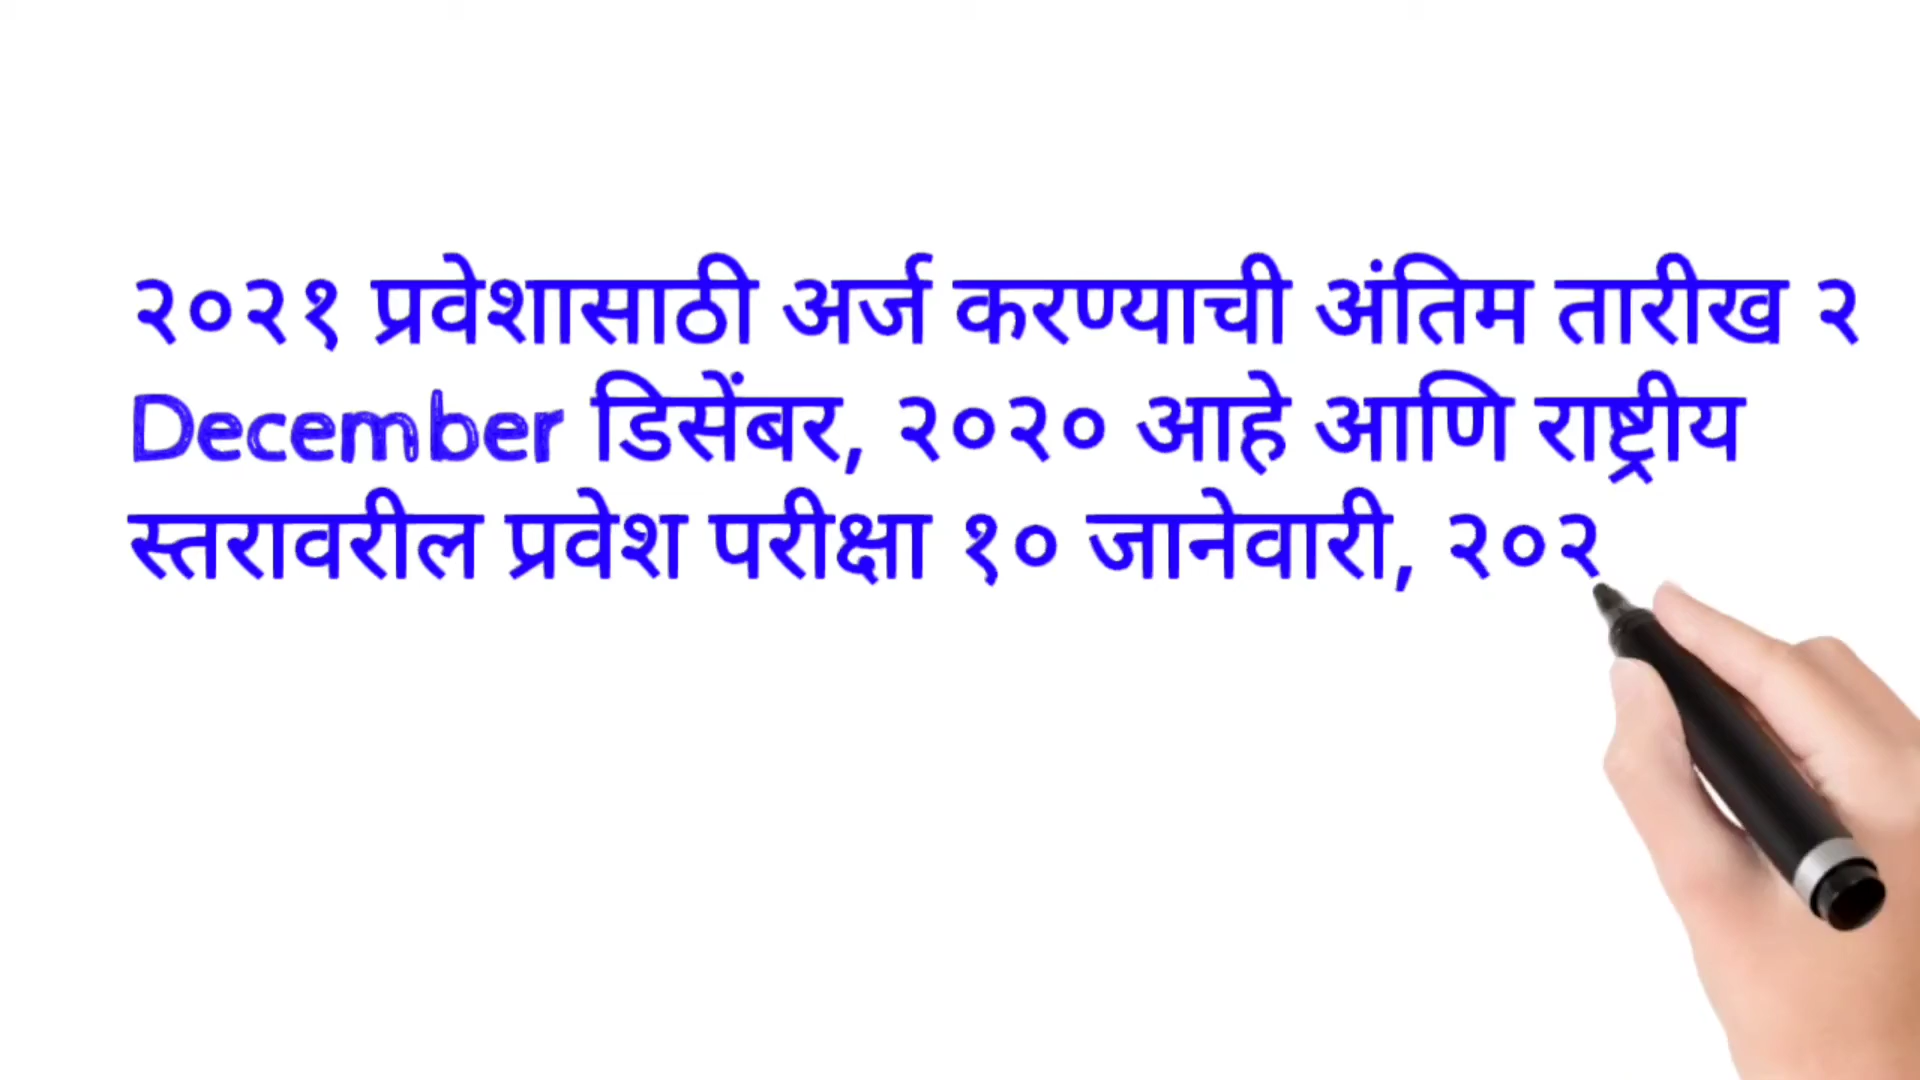 २०२१ प्रवेशासाठी अर्ज करण्याची अंतिम तारीख २
December डिसेंबर, २०२० आहे आणि राष्ट्रीय
स्तरावरील प्रवेश परीक्षा १० जानेवारी, २०२